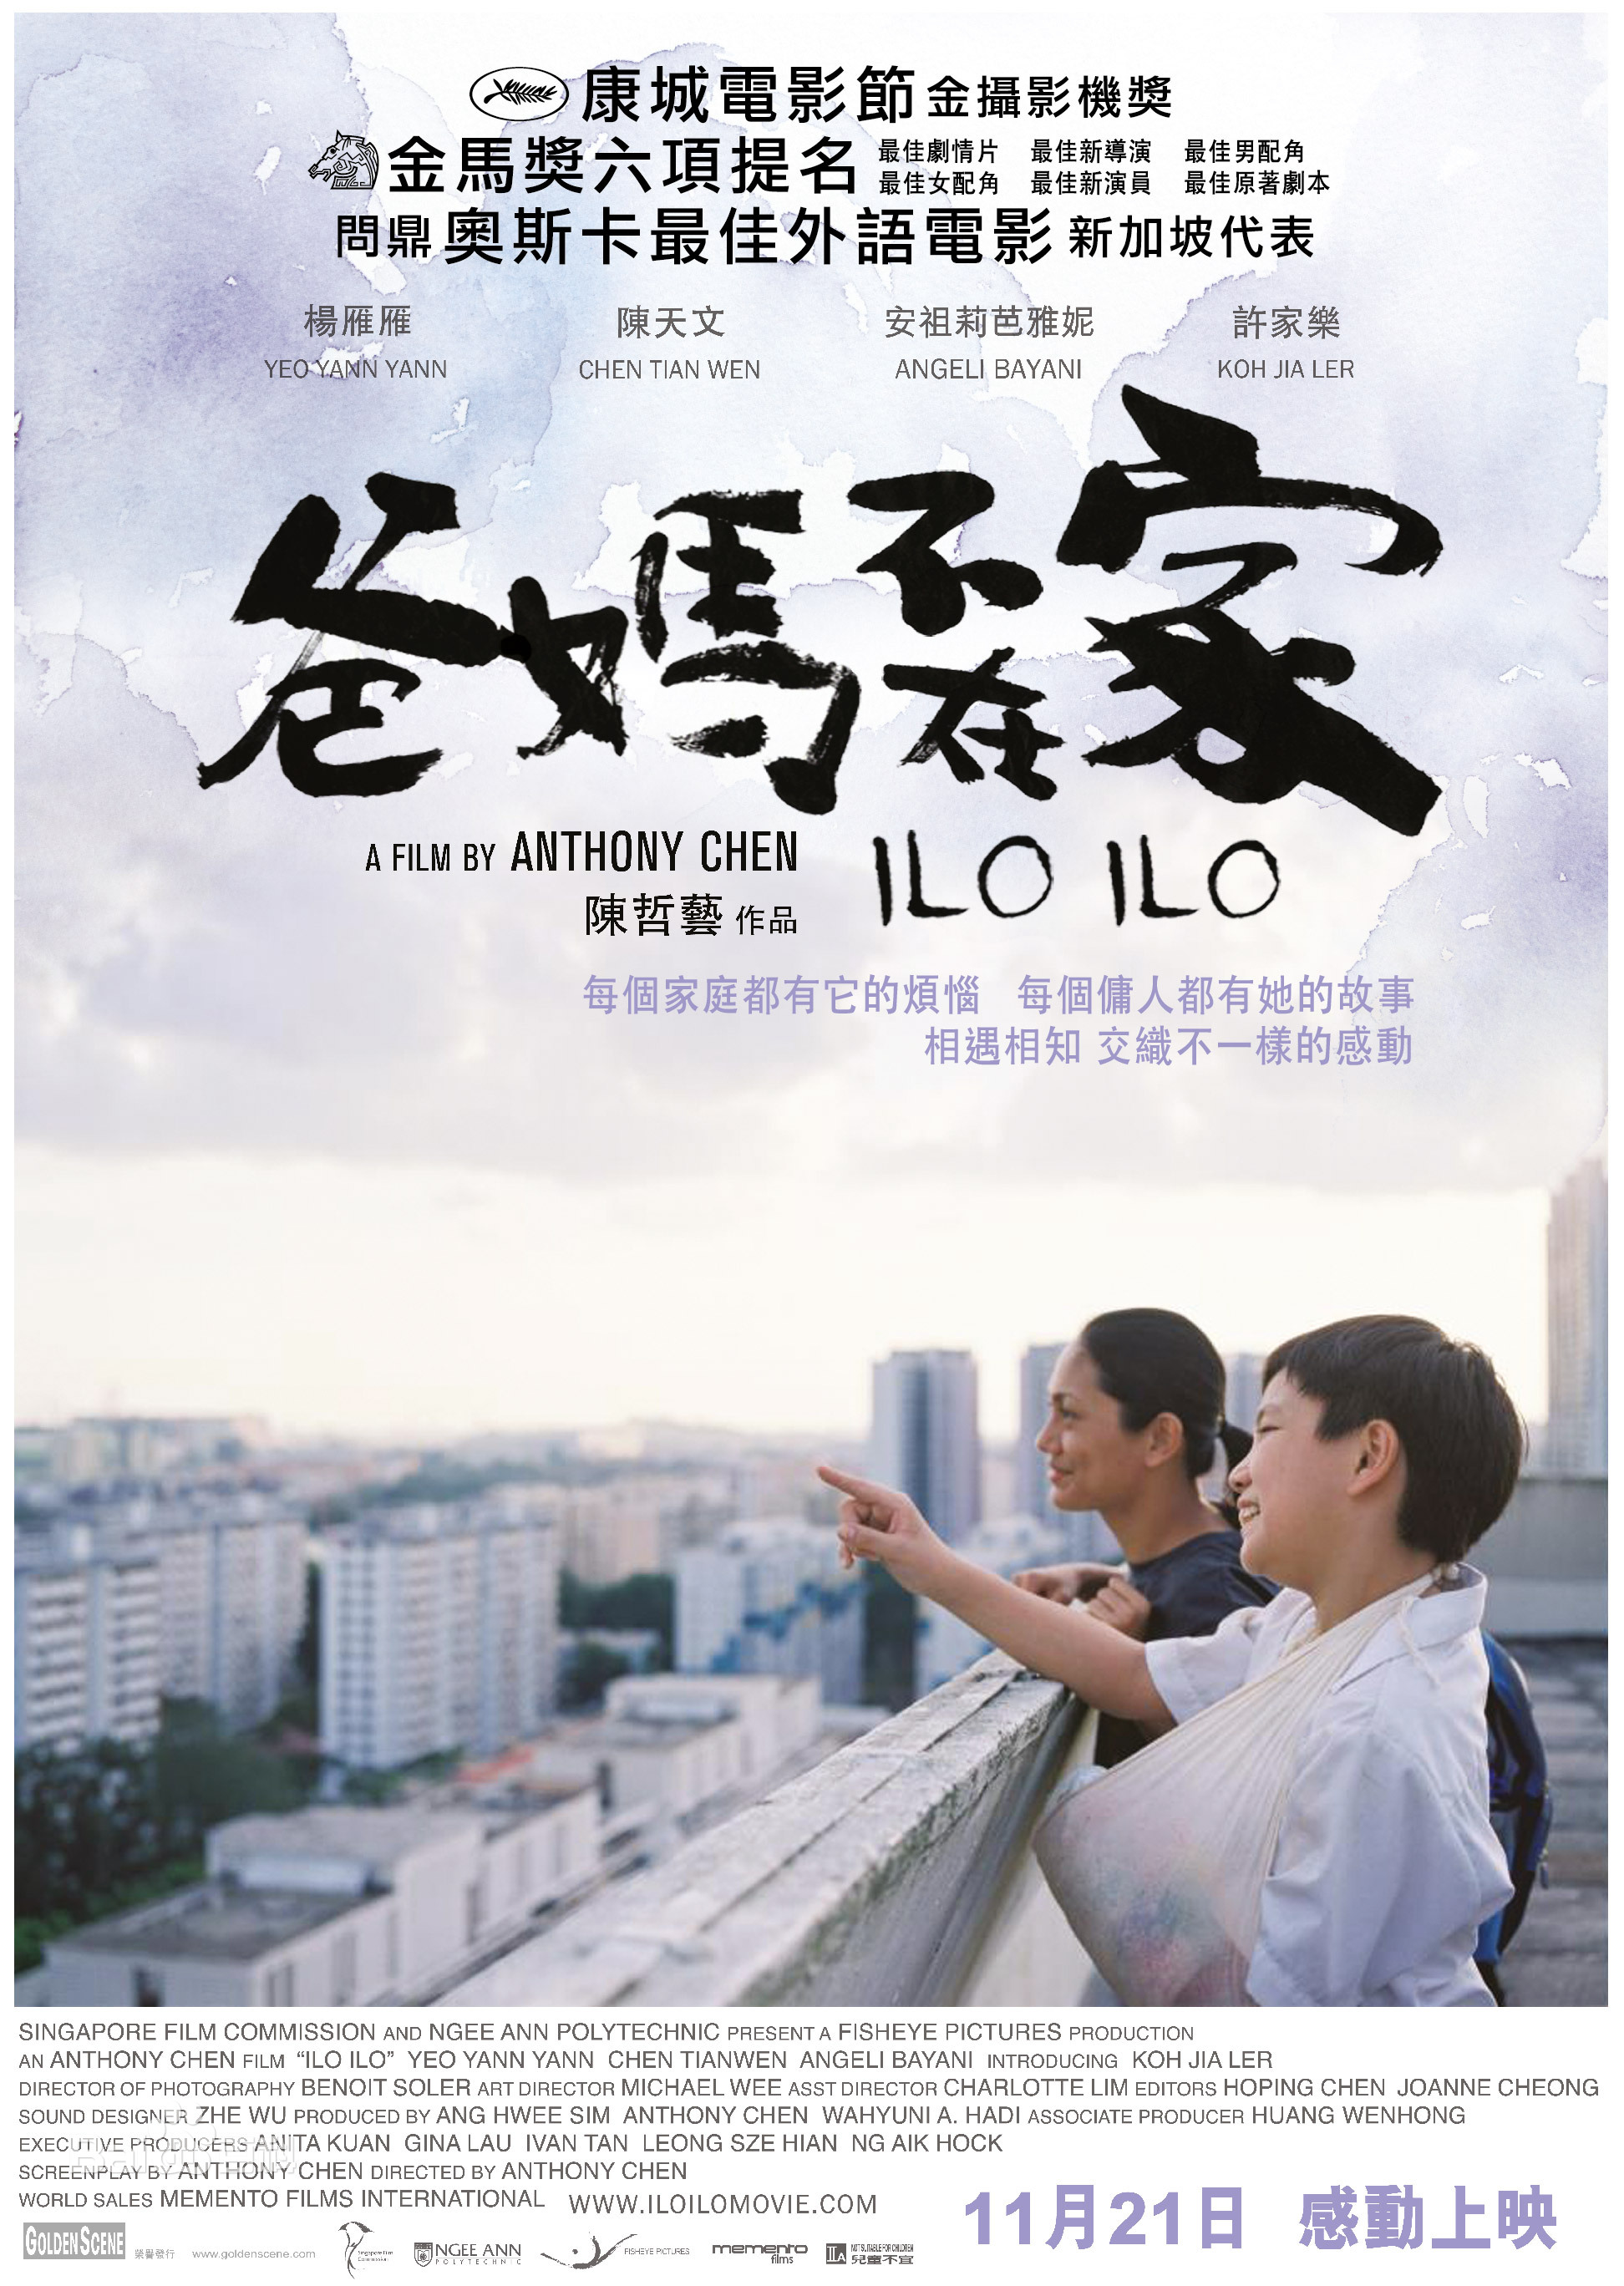 康城電影節 金攝影機獎
金馬獎六項提名 最佳劇情片 最佳新導演 最佳男配角
最佳女配角 最佳新演員 最佳原著劇本
問鼎 奧斯卡最佳外語電影 新加坡代表
楊雁雁 陳天文 安祖莉芭雅妮 許家樂
YEO YANN YANN CHEN TIAN WEN ANGELI BAYANI KOH JIA LER
爸媽不在家
A FILM BY ANTHONY CHEN
ILO ILO
陳哲藝 作品
每個家庭都有它的煩惱 每個傭人都有她的故事
相遇相知 交織不一樣的感動
SINGAPORE FILM COMMISSION AND NGEE ANN POLYTECHNIC PRESENT A FISHEYE PICTURES PRODUCTION
AN ANTHONY CHEN FILM “ILO ILO” YEO YANN YANN CHEN TIANWEN ANGELI BAYANI INTRODUCING KOH JIA LER
DIRECTOR OF PHOTOGRAPHY BENOIT SOLER ART DIRECTOR MICHAEL WEE ASST DIRECTOR CHARLOTTE LIM EDITORS HOPING CHEN JOANNE CHEONG
SOUND DESIGNER ZHE WU PRODUCED BY ANG HWEE SIM ANTHONY CHEN WAHYUNI A. HADI ASSOCIATE PRODUCER HUANG WENHONG
EXECUTIVE PRODUCERS ANITA KUAN GINA LAU IVAN TAN LEONG SZE HIAN NG AIK HOCK
SCREENPLAY BY ANTHONY CHEN DIRECTED BY ANTHONY CHEN
WORLD SALES MEMENTO FILMS INTERNATIONAL WWW.ILOILOMOVIE.COM
11月21日 感動上映
GOLDEN SCENE 榮譽發行 www.goldenscene.com Singapore Film Commission NGEE ANN POLYTECHNIC FISHEYE PICTURES memento films IIA NOT SUITABLE FOR CHILDREN 兒童不宜